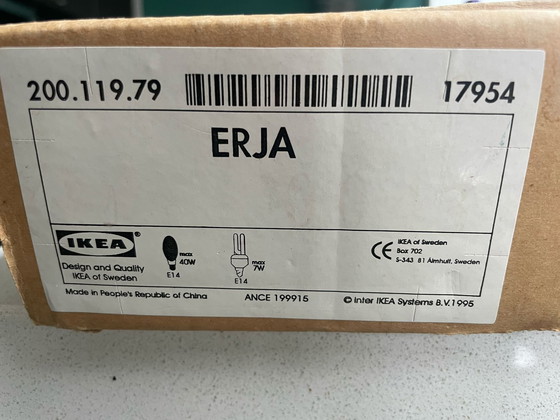 200.119.79 17954
ERJA
IKEA®
Design and Quality
IKEA of Sweden
max
40W
E14
max
7W
E14
CE IKEA of Sweden
Box 702
S-343 81 Älmhult, Sweden
Made in People's Republic of China ANCE 199915 © Inter IKEA Systems B.V. 1995